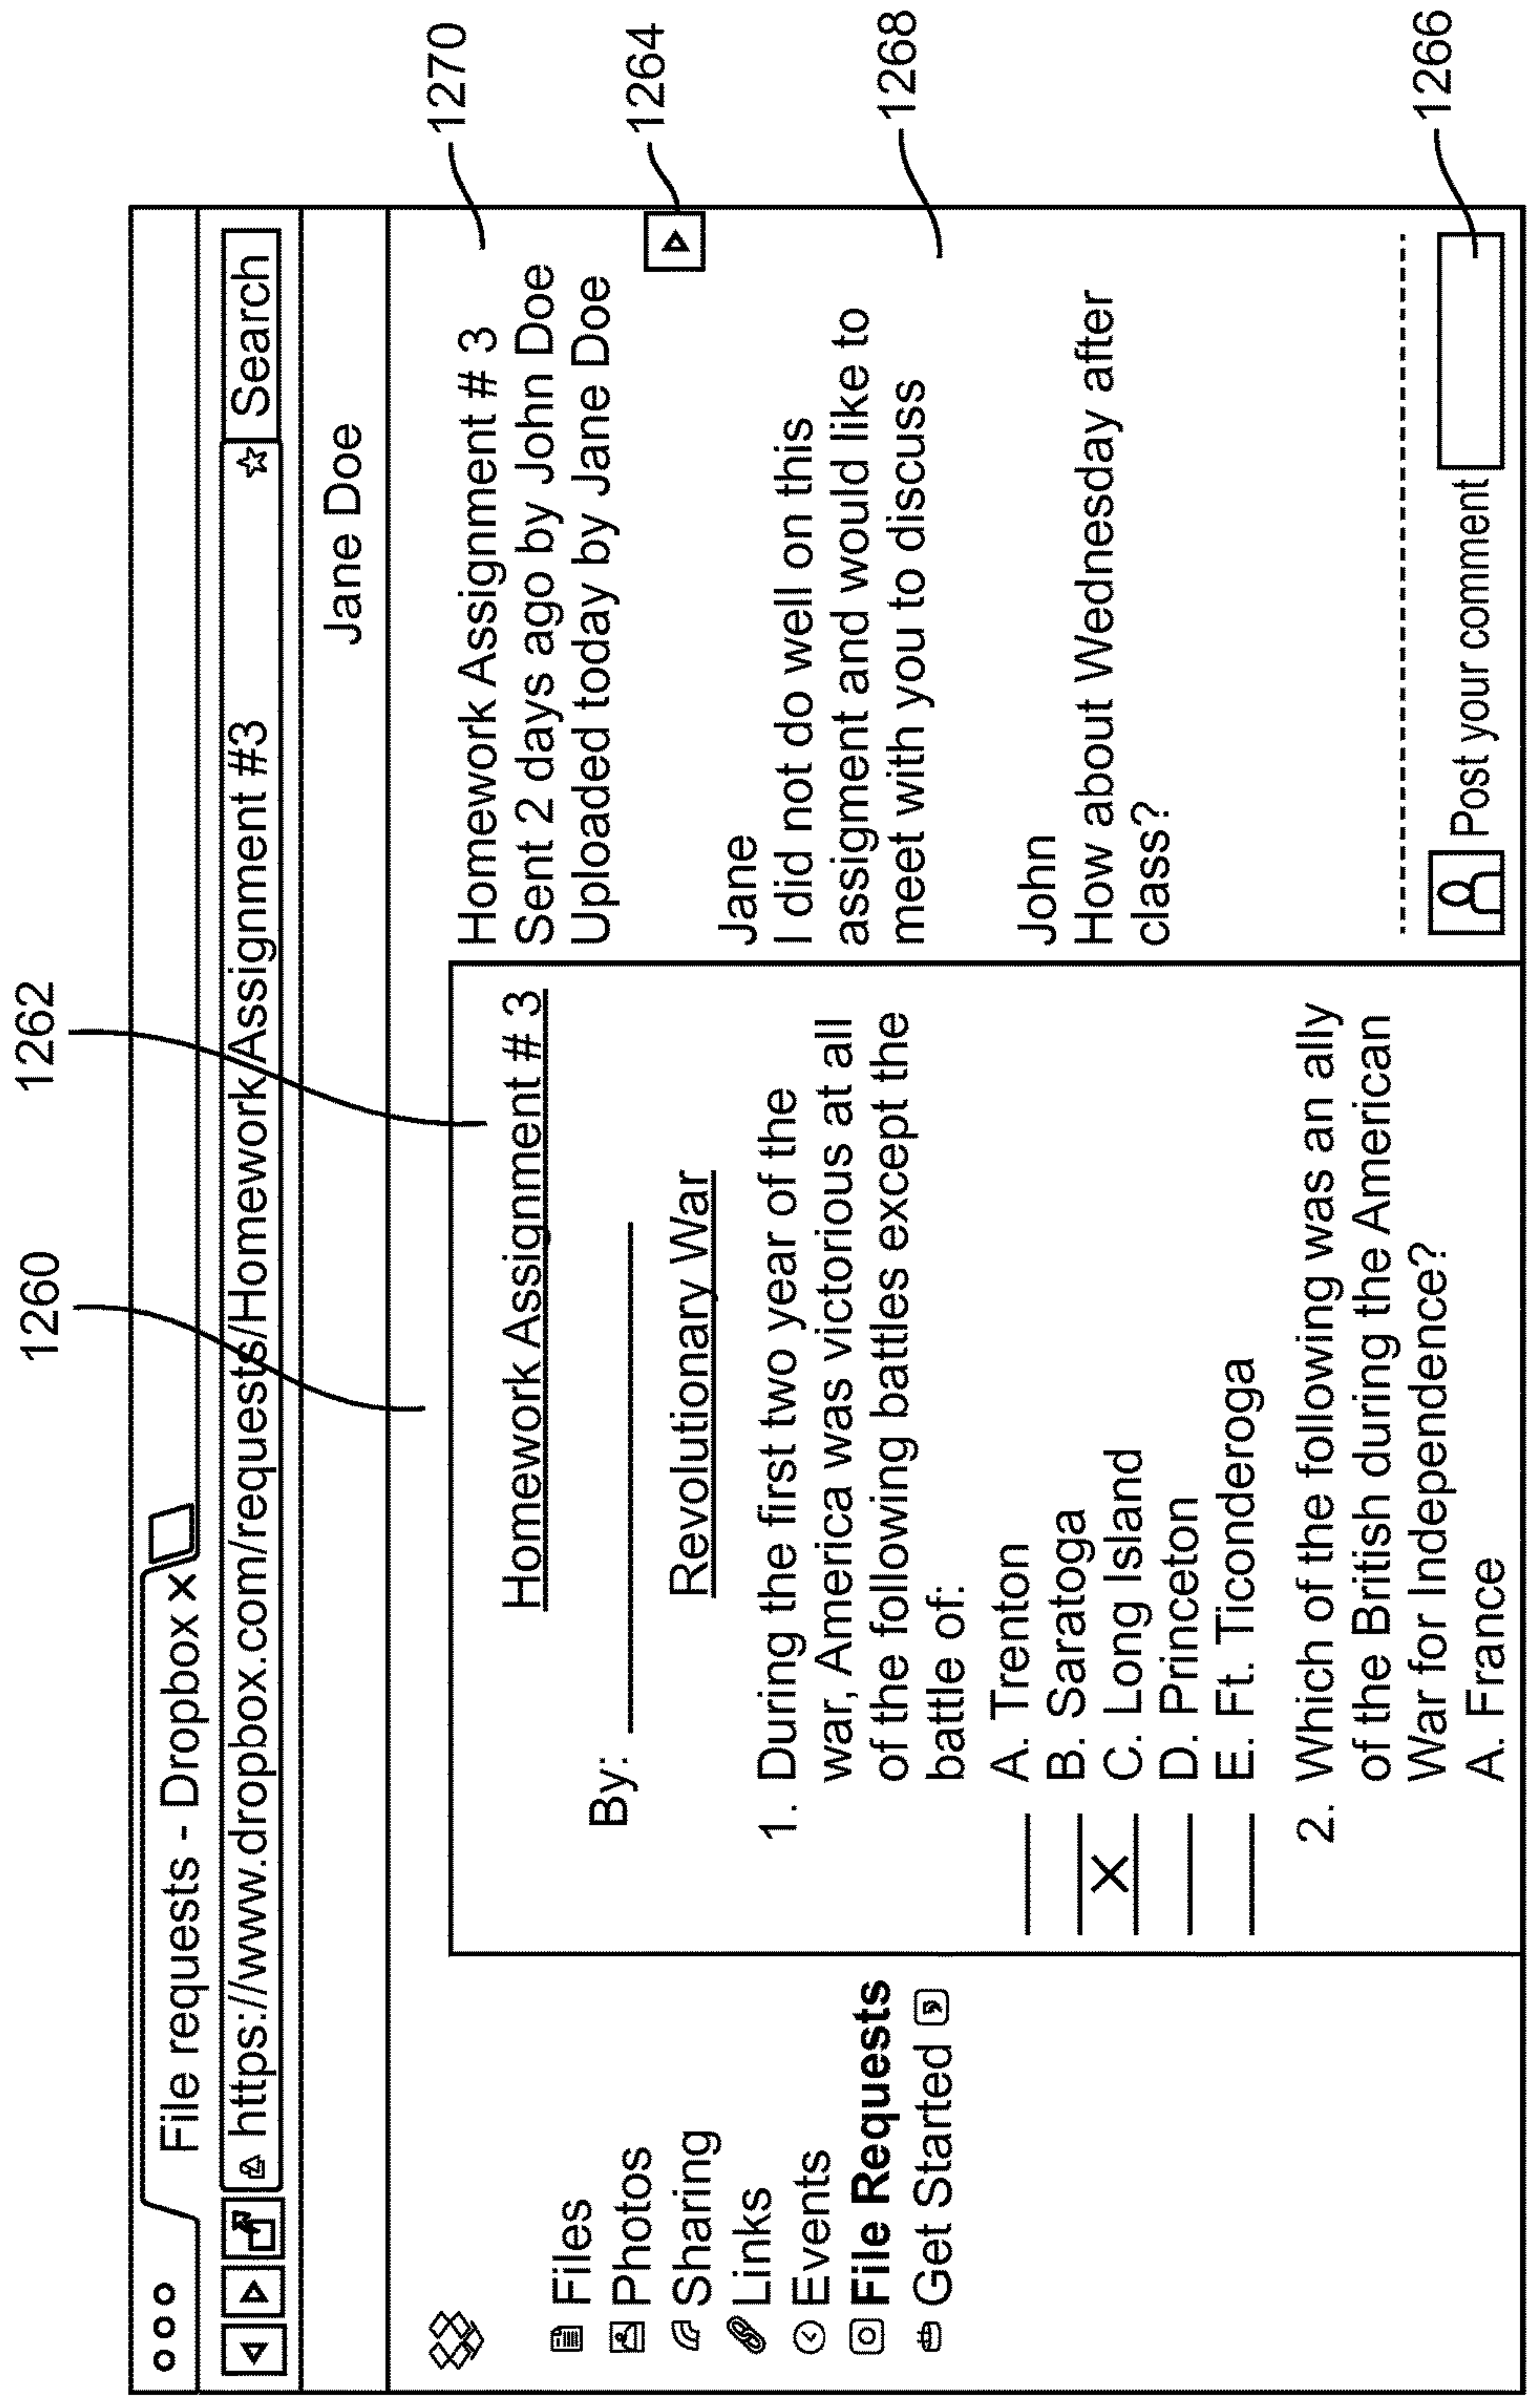 1260
1262
File requests - Dropbox X
https://www.dropbox.com/requests/HomeworkAssignment #3
Search
Jane Doe
Files
Photos
Sharing
Links
Events
File Requests
Get Started
Homework Assignment # 3
By:
Revolutionary War
1. During the first two year of the
war, America was victorious at all
of the following battles except the
battle of:
A. Trenton
B. Saratoga
X C. Long Island
D. Princeton
E. Ft. Ticonderoga
2. Which of the following was an ally
of the British during the American
War for Independence?
A. France
Homework Assignment # 3
Sent 2 days ago by John Doe
Uploaded today by Jane Doe
1270
1264
Jane
I did not do well on this
assigment and would like to
meet with you to discuss
1268
John
How about Wednesday after
class?
Post your comment
1266